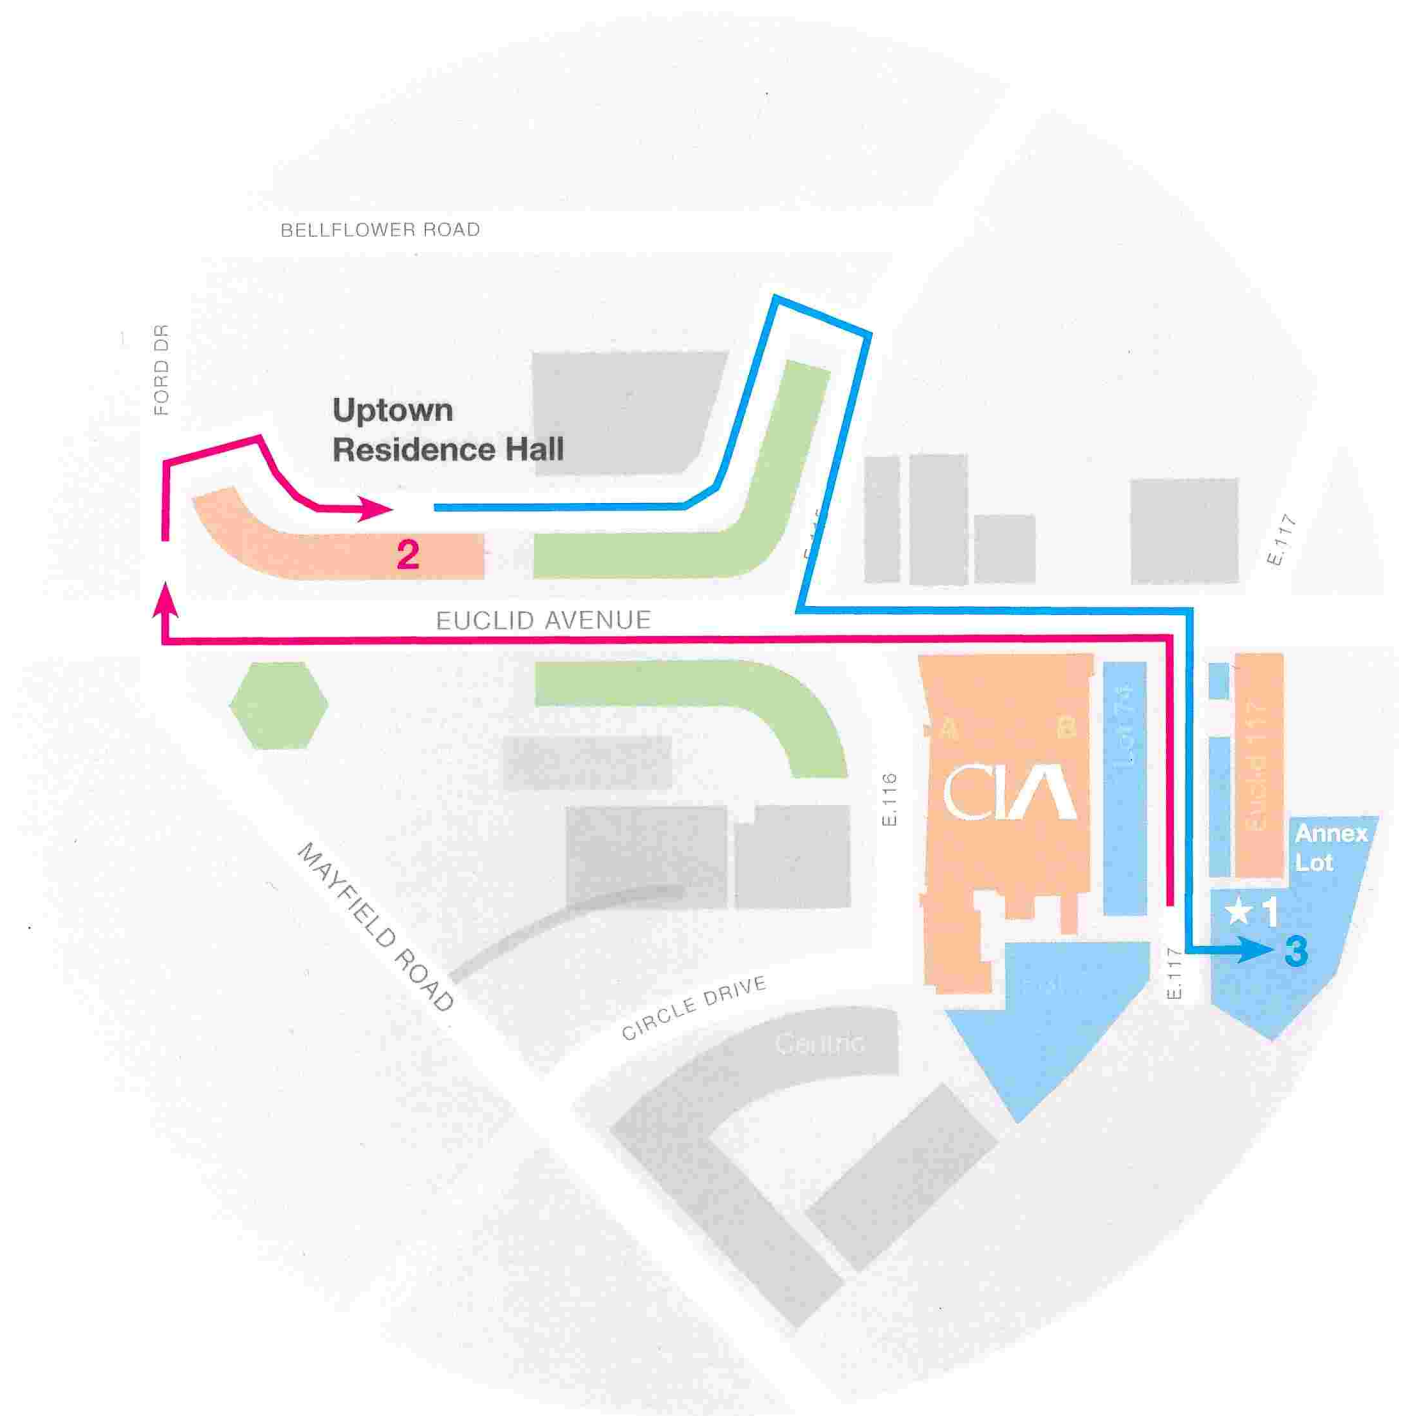 BELLFLOWER ROAD
FORD DR
Uptown
Residence Hall
2
E.117
EUCLID AVENUE
A
B
Lot 74
Euclid 117
CIA
E.116
Annex
Lot
1
3
MAYFIELD ROAD
E.117
CIRCLE DRIVE
Centric